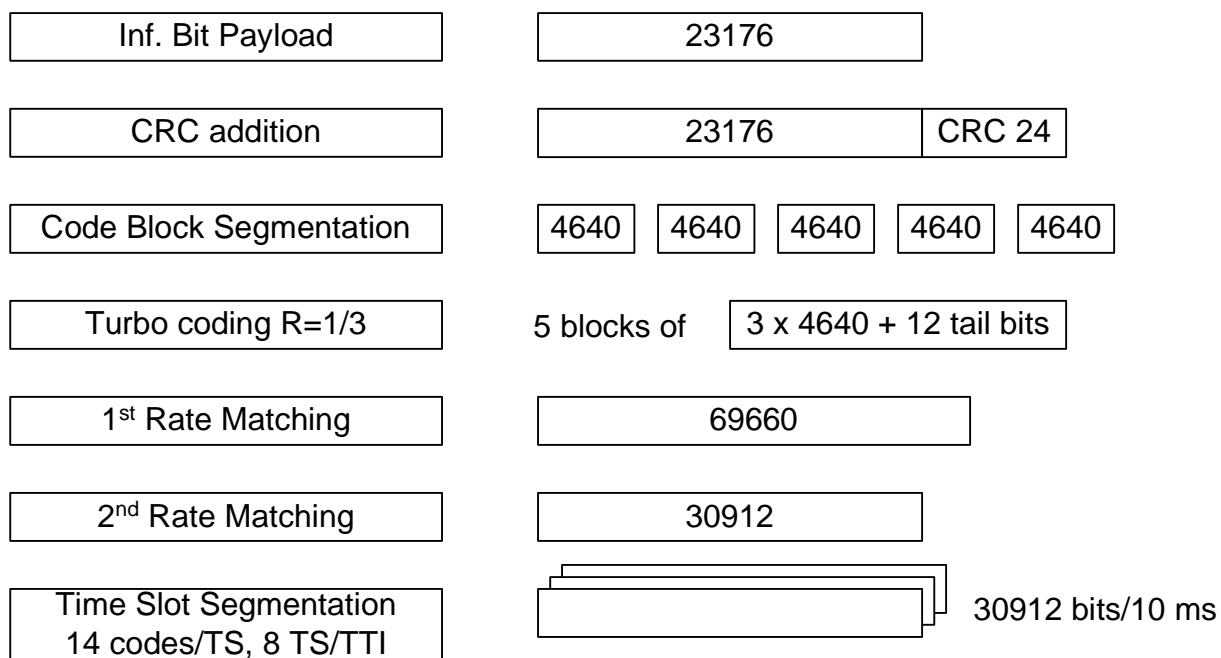 Inf. Bit Payload 23176
CRC addition 23176 CRC 24
Code Block Segmentation 4640 4640 4640 4640 4640
Turbo coding R=1/3 5 blocks of 3 x 4640 + 12 tail bits
1st Rate Matching 69660
2nd Rate Matching 30912
Time Slot Segmentation
14 codes/TS, 8 TS/TTI
30912 bits/10 ms